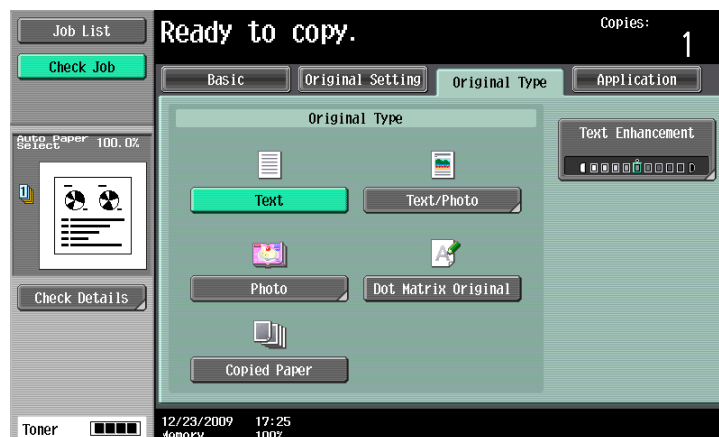 Job List
Ready to copy.
Copies:
1
Check Job
Basic
Original Setting
Original Type
Application
Original Type
Text Enhancement
Auto Paper
Select
100.0%
1
Text
Text/Photo
Photo
Dot Matrix Original
Check Details
Copied Paper
Toner
12/23/2009 17:25
Memory 100%